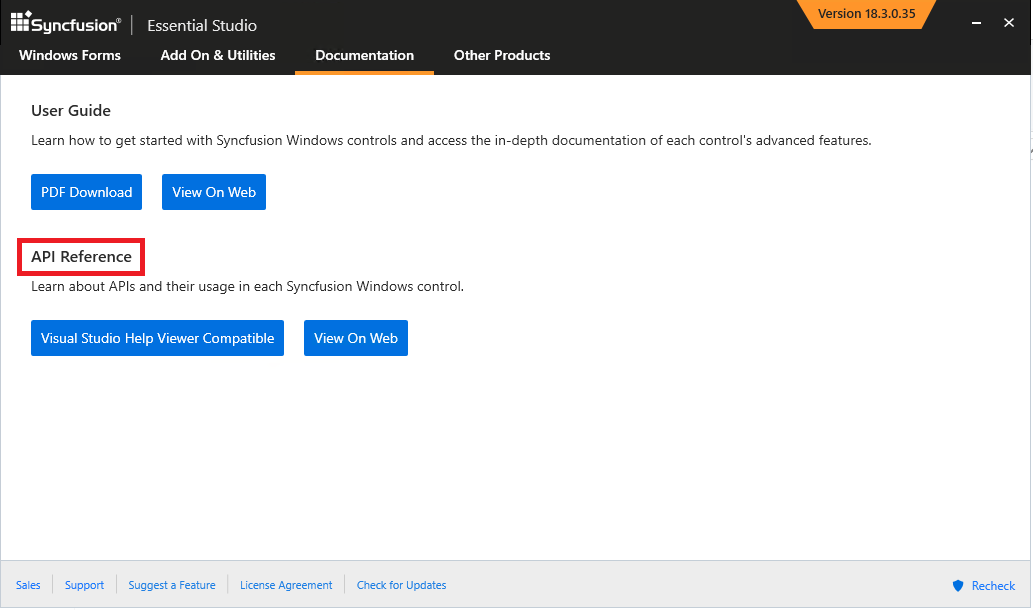 Syncfusion® Essential Studio Version 18.3.0.35
Windows Forms Add On & Utilities Documentation Other Products
User Guide
Learn how to get started with Syncfusion Windows controls and access the in-depth documentation of each control's advanced features.
PDF Download View On Web
API Reference
Learn about APIs and their usage in each Syncfusion Windows control.
Visual Studio Help Viewer Compatible View On Web
Sales Support Suggest a Feature License Agreement Check for Updates Recheck